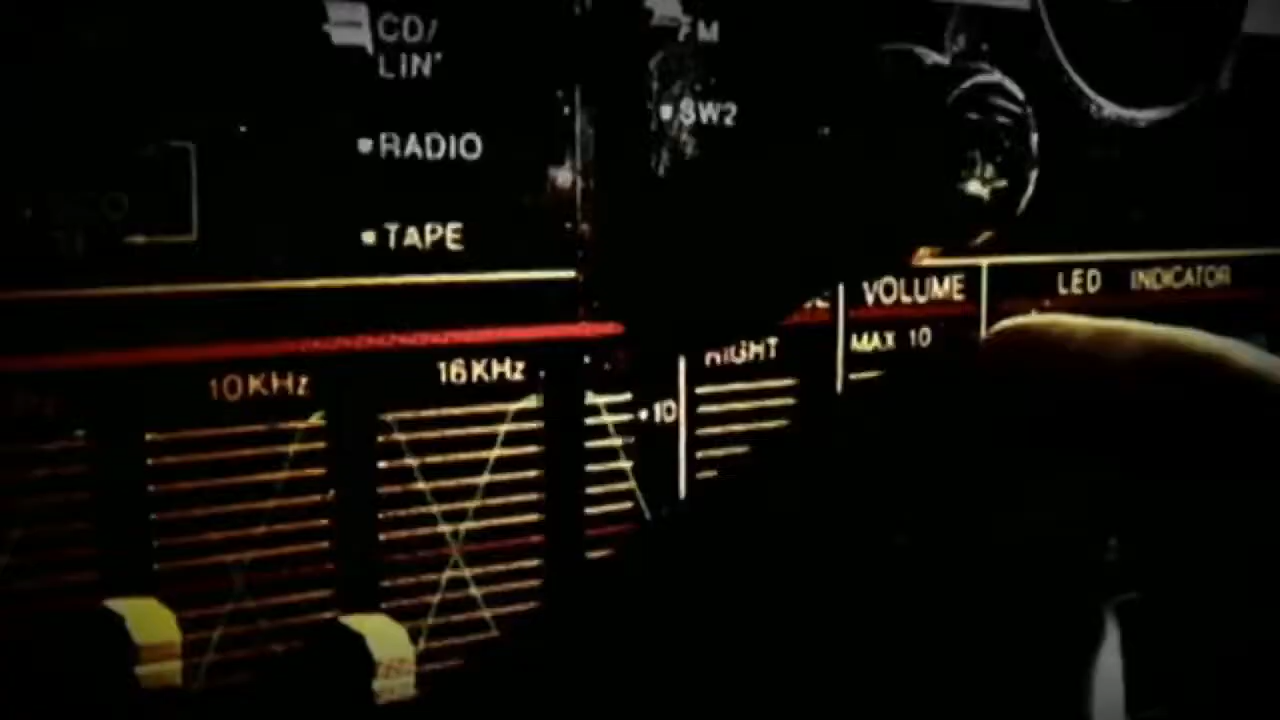 CD/
LIN'
RADIO
TAPE
FM
SW2
VOLUME
MAX 10
LED INDICATOR
10KHz
16KHz
10
RIGHT